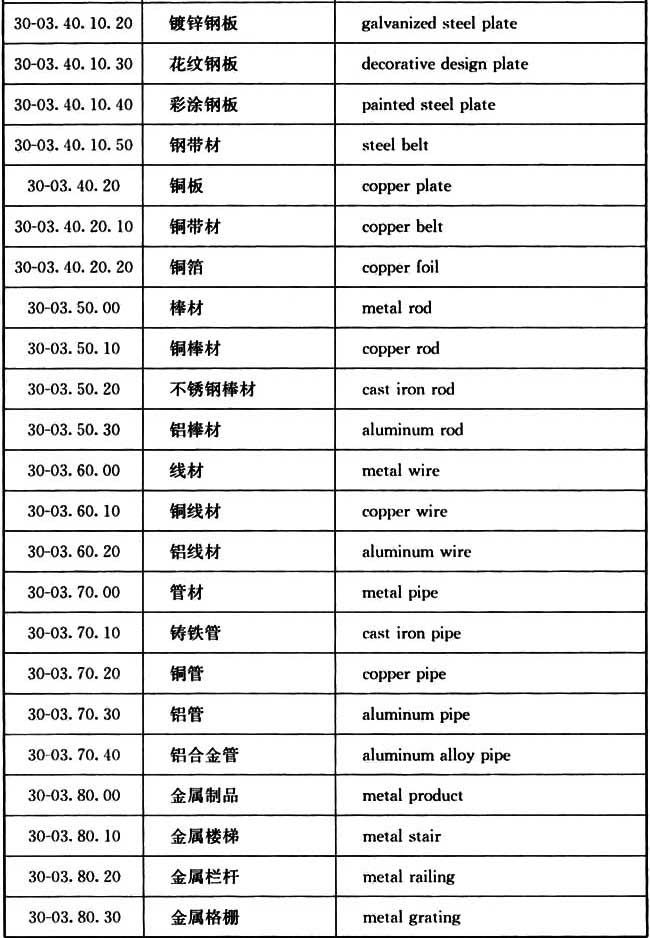 30-03. 40. 10. 20 镀锌钢板 galvanized steel plate
30-03. 40. 10. 30 花纹钢板 decorative design plate
30-03. 40. 10. 40 彩涂钢板 painted steel plate
30-03. 40. 10. 50 钢带材 steel belt
30-03. 40. 20 铜板 copper plate
30-03. 40. 20. 10 铜带材 copper belt
30-03. 40. 20. 20 铜箔 copper foil
30-03. 50. 00 棒材 metal rod
30-03. 50. 10 铜棒材 copper rod
30-03. 50. 20 不锈钢棒材 cast iron rod
30-03. 50. 30 铝棒材 aluminum rod
30-03. 60. 00 线材 metal wire
30-03. 60. 10 铜线材 copper wire
30-03. 60. 20 铝线材 aluminum wire
30-03. 70. 00 管材 metal pipe
30-03. 70. 10 铸铁管 cast iron pipe
30-03. 70. 20 铜管 copper pipe
30-03. 70. 30 铝管 aluminum pipe
30-03. 70. 40 铝合金管 aluminum alloy pipe
30-03. 80. 00 金属制品 metal product
30-03. 80. 10 金属楼梯 metal stair
30-03. 80. 20 金属栏杆 metal railing
30-03. 80. 30 金属格栅 metal grating